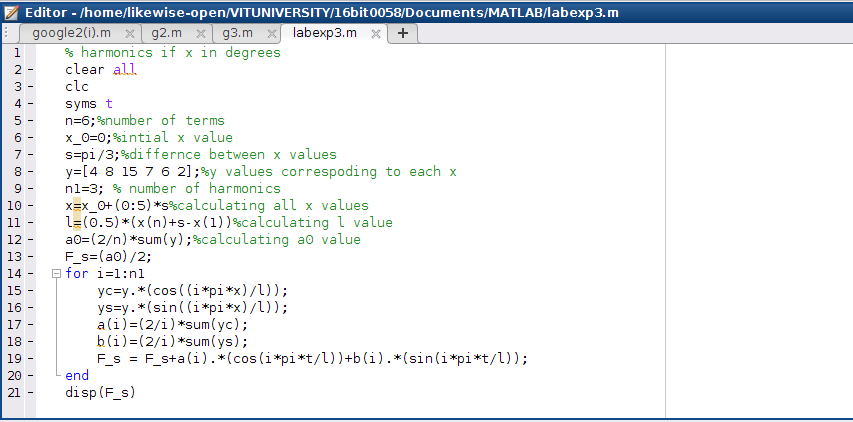 Editor - /home/likewise-open/VITUNIVERSITY/16bit0058/Documents/MATLAB/labexp3.m
google2(i).m × g2.m × g3.m × labexp3.m × +
1 % harmonics if x in degrees
2 - clear all
3 - clc
4 - syms t
5 - n=6;%number of terms
6 - x_0=0;%intial x value
7 - s=pi/3;%differnce between x values
8 - y=[4 8 15 7 6 2];%y values correspoding to each x
9 - n1=3; % number of harmonics
10 - x=x_0+(0:5)*s%calculating all x values
11 - l=(0.5)*(x(n)+s-x(1))%calculating l value
12 - a0=(2/n)*sum(y);%calculating a0 value
13 - F_s=(a0)/2;
14 - for i=1:n1
15 - yc=y.*(cos((i*pi*x)/l));
16 - ys=y.*(sin((i*pi*x)/l));
17 - a(i)=(2/i)*sum(yc);
18 - b(i)=(2/i)*sum(ys);
19 - F_s = F_s+a(i).*(cos(i*pi*t/l))+b(i).*(sin(i*pi*t/l));
20 - end
21 - disp(F_s)